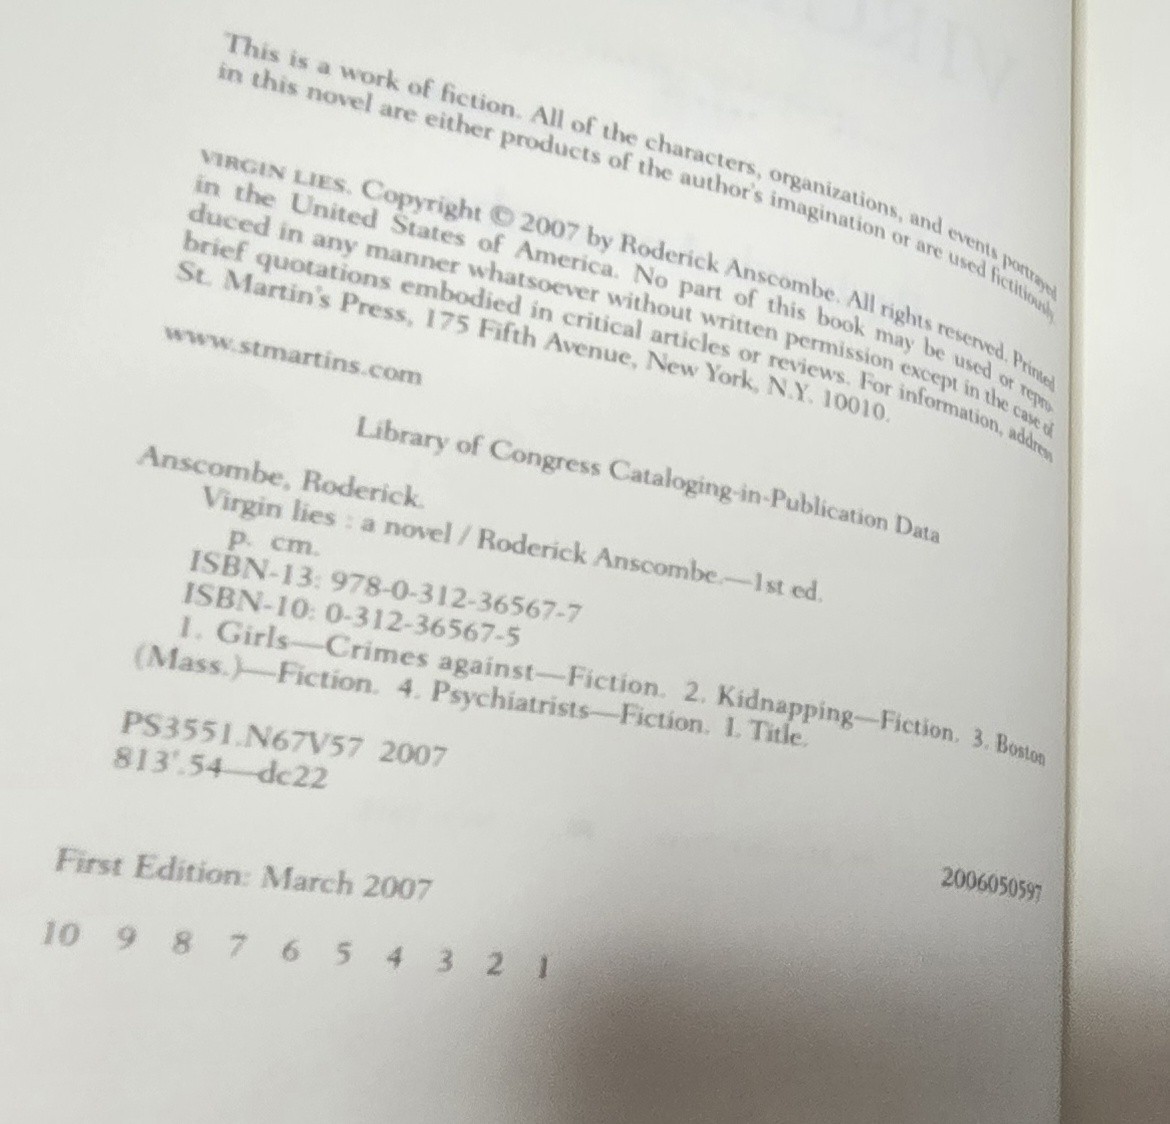 This is a work of fiction. All of the characters, organizations, and events portrayed
in this novel are either products of the author's imagination or are used fictitiously.
VIRGIN LIES. Copyright © 2007 by Roderick Anscombe. All rights reserved. Printed
in the United States of America. No part of this book may be used or repro-
duced in any manner whatsoever without written permission except in the case of
brief quotations embodied in critical articles or reviews. For information, address
St. Martin's Press, 175 Fifth Avenue, New York, N.Y. 10010.
www.stmartins.com
Library of Congress Cataloging-in-Publication Data
Anscombe, Roderick.
Virgin lies : a novel / Roderick Anscombe.—1st ed.
p. cm.
ISBN-13: 978-0-312-36567-7
ISBN-10: 0-312-36567-5
1. Girls—Crimes against—Fiction. 2. Kidnapping—Fiction. 3. Boston
(Mass.)—Fiction. 4. Psychiatrists—Fiction. I. Title.
PS3551.N67V57 2007
813'.54—dc22
2006050597
First Edition: March 2007
10 9 8 7 6 5 4 3 2 1